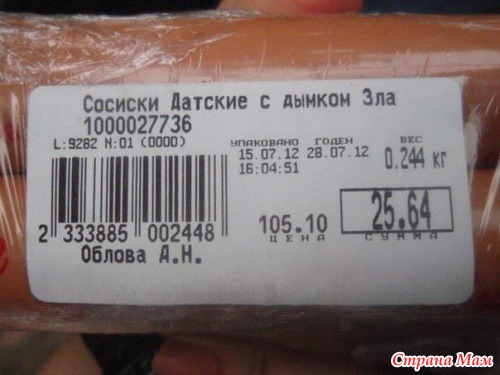 Сосиски Датские с дымком Зла
1000027736
L:9282 N:01 (0000)
УПАКОВАНО ГОДЕН ВЕС
15.07.12 28.07.12 0.244 кг
16:04:51
105.10 25.64
ЦЕНА СУММА
2 333885 002448
Облова А.Н.
Страна Мам